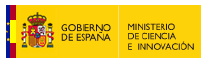 GOBIERNO
DE ESPAÑA
MINISTERIO
DE CIENCIA
E INNOVACIÓN